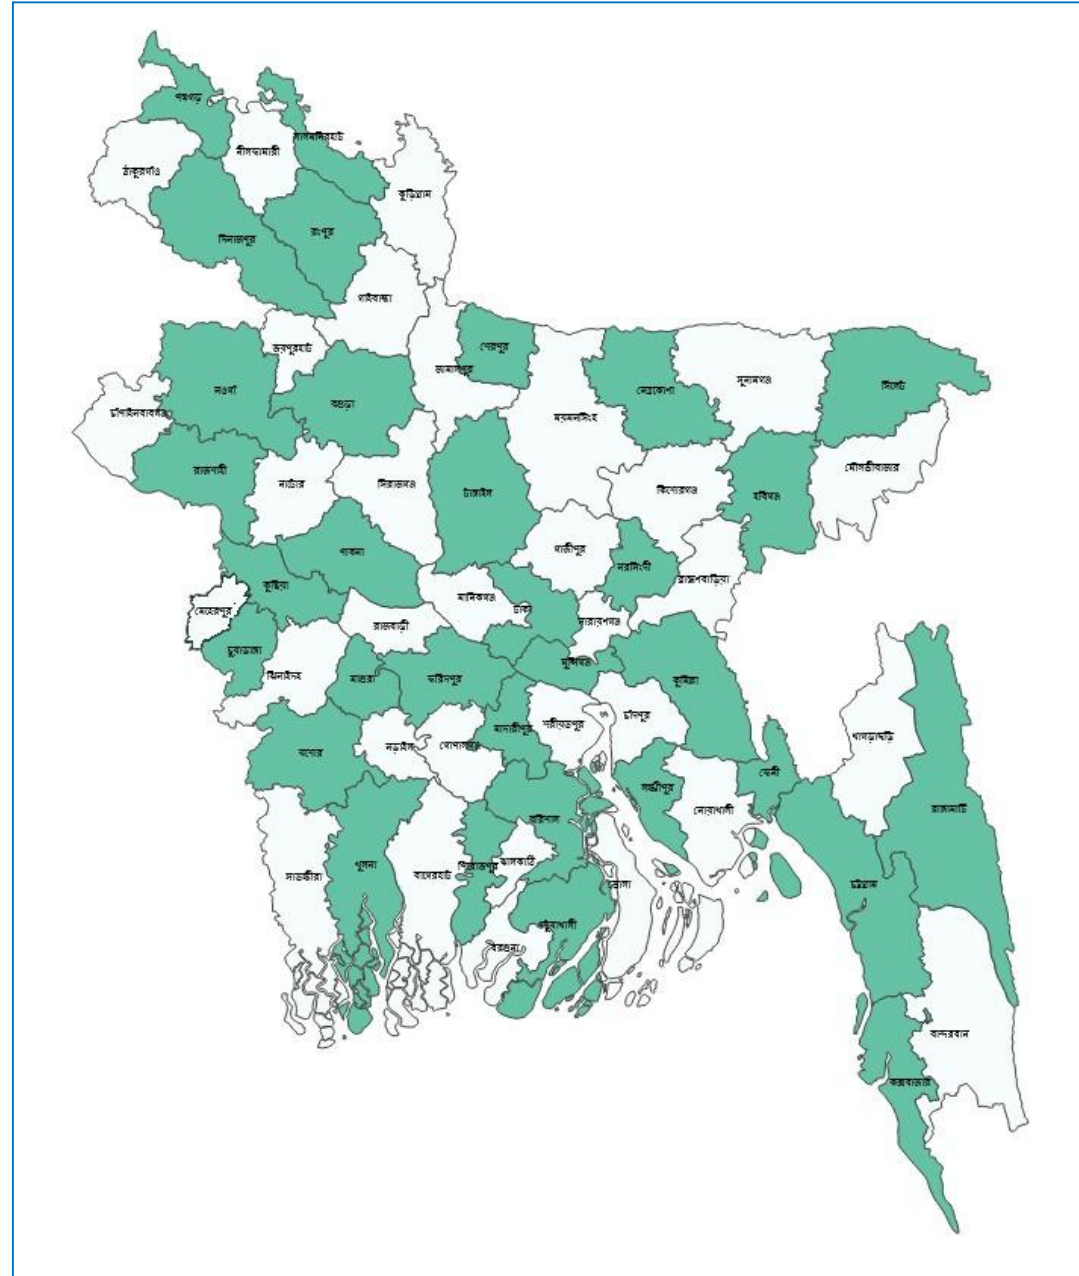 পঞ্চগড়
লালমনিরহাট
নীলফামারী
ঠাকুরগাঁও
কুড়িগ্রাম
রংপুর
দিনাজপুর
গাইবান্ধা
জয়পুরহাট
শেরপুর
জামালপুর
সুনামগঞ্জ
সিলেট
নওগাঁ
নেত্রকোণা
বগুড়া
চাঁপাইনবাবগঞ্জ
ময়মনসিংহ
মৌলভীবাজার
রাজশাহী
নাটোর
সিরাজগঞ্জ
টাঙ্গাইল
কিশোরগঞ্জ
হবিগঞ্জ
পাবনা
গাজীপুর
নরসিংদী
ব্রাহ্মণবাড়িয়া
কুষ্টিয়া
মানিকগঞ্জ
ঢাকা
মেহেরপুর
নারায়ণগঞ্জ
রাজবাড়ী
চুয়াডাঙ্গা
মুন্সিগঞ্জ
ঝিনাইদহ
মাগুরা
ফরিদপুর
কুমিল্লা
চাঁদপুর
শরীয়তপুর
মাদারীপুর
খাগড়াছড়ি
যশোর
নড়াইল
গোপালগঞ্জ
ফেনী
লক্ষ্মীপুর
নোয়াখালী
রাঙ্গামাটি
বরিশাল
ঝালকাঠি
পিরোজপুর
খুলনা
সাতক্ষীরা
বাগেরহাট
ভোলা
চট্টগ্রাম
পটুয়াখালী
বরগুনা
বান্দরবান
কক্সবাজার